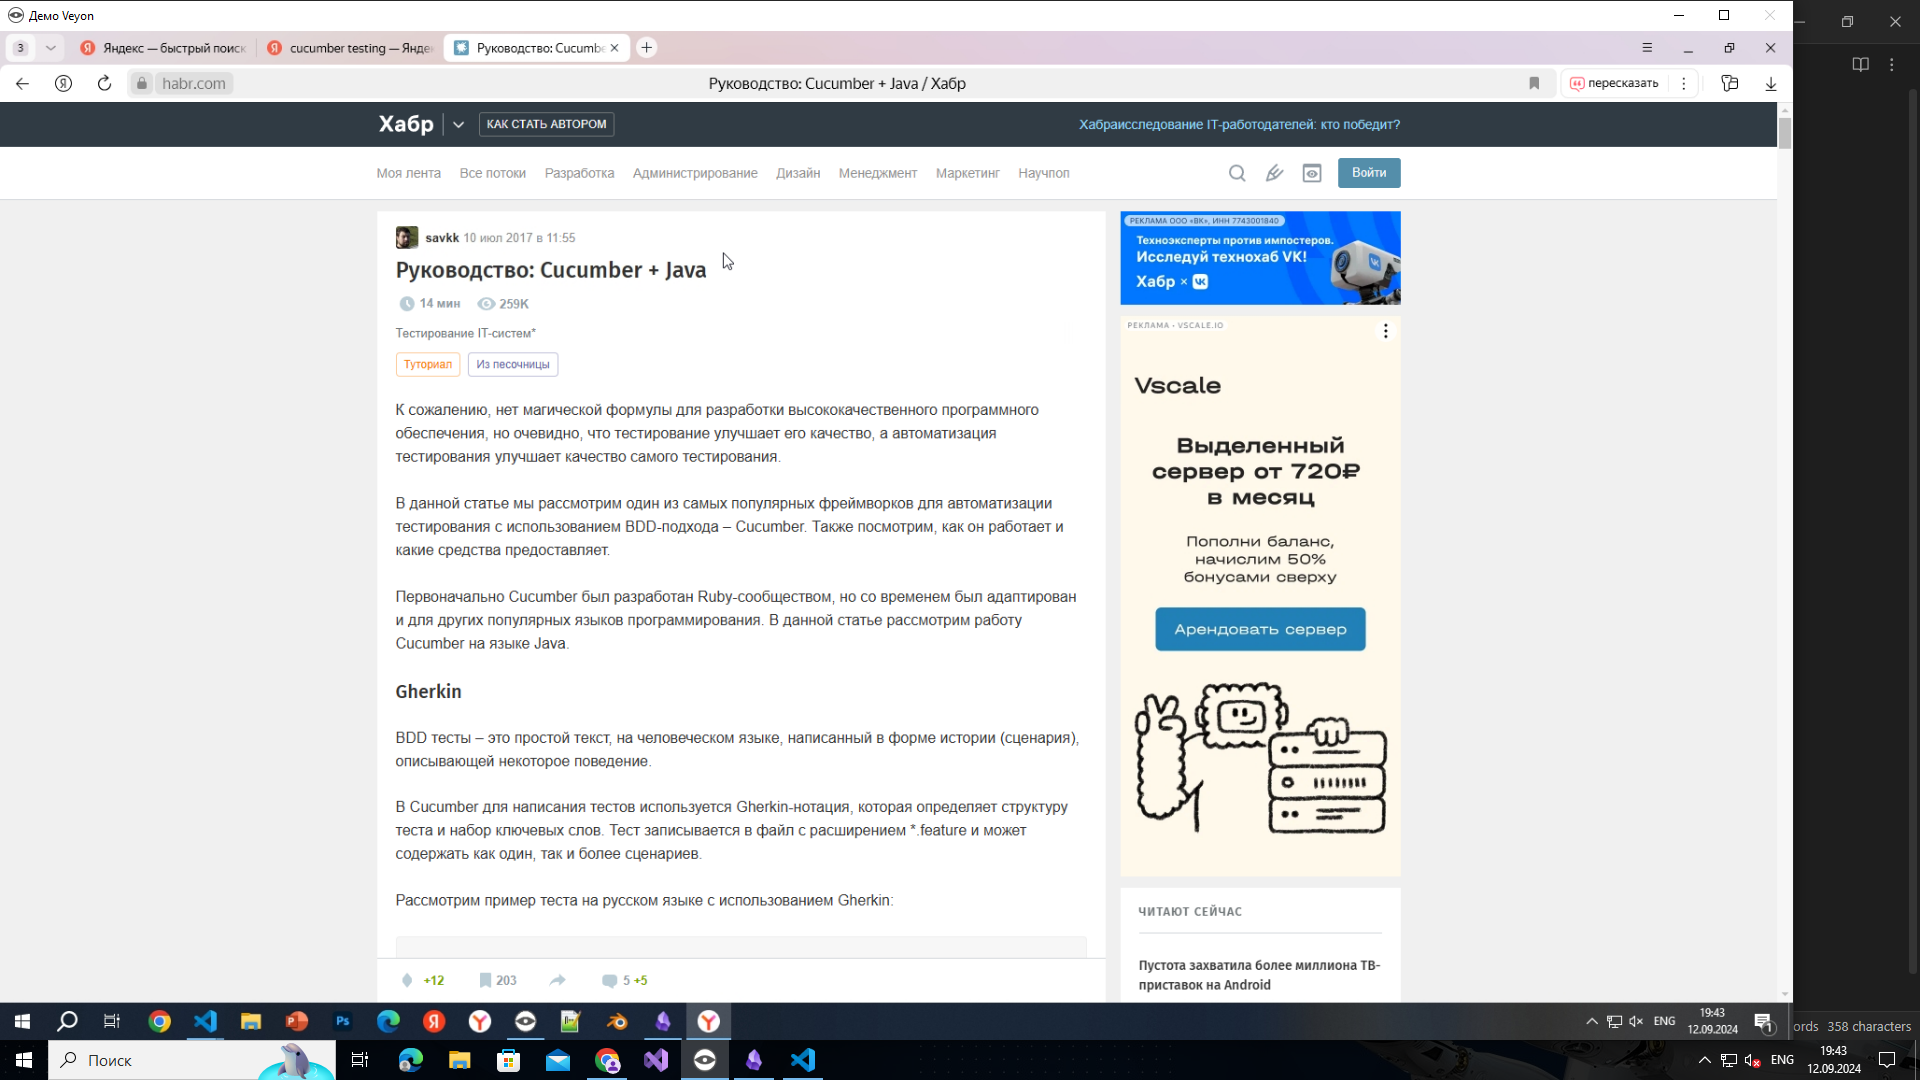 Демо Veyon
3
Яндекс — быстрый поиск
cucumber testing — Янде
Руководство: Cucumbe
habr.com
Руководство: Cucumber + Java / Хабр
пересказать
Хабр
КАК СТАТЬ АВТОРОМ
Хабраисследование IT-работодателей: кто победит?
Моя лента
Все потоки
Разработка
Администрирование
Дизайн
Менеджмент
Маркетинг
Научпоп
Войти
savkk 10 июл 2017 в 11:55
Руководство: Cucumber + Java
14 мин
259K
Тестирование IT-систем*
Туториал
Из песочницы
К сожалению, нет магической формулы для разработки высококачественного программного
обеспечения, но очевидно, что тестирование улучшает его качество, а автоматизация
тестирования улучшает качество самого тестирования.
В данной статье мы рассмотрим один из самых популярных фреймворков для автоматизации
тестирования с использованием BDD-подхода – Cucumber. Также посмотрим, как он работает и
какие средства предоставляет.
Первоначально Cucumber был разработан Ruby-сообществом, но со временем был адаптирован
и для других популярных языков программирования. В данной статье рассмотрим работу
Cucumber на языке Java.
Gherkin
BDD тесты – это простой текст, на человеческом языке, написанный в форме истории (сценария),
описывающей некоторое поведение.
В Cucumber для написания тестов используется Gherkin-нотация, которая определяет структуру
теста и набор ключевых слов. Тест записывается в файл с расширением *.feature и может
содержать как один, так и более сценариев.
Рассмотрим пример теста на русском языке с использованием Gherkin:
+12
203
5 +5
РЕКЛАМА ООО «ВК», ИНН 7743001840
Техноэксперты против импостеров.
Исследуй технохаб VK!
Хабр ×
РЕКЛАМА • VSCALE.IO
Vscale
Выделенный
сервер от 720₽
в месяц
Пополни баланс,
начислим 50%
бонусами сверху
Арендовать сервер
ЧИТАЮТ СЕЙЧАС
Пустота захватила более миллиона ТВ-
приставок на Android
ENG
19:43
12.09.2024
1
ords 358 characters
Поиск
ENG
19:43
12.09.2024